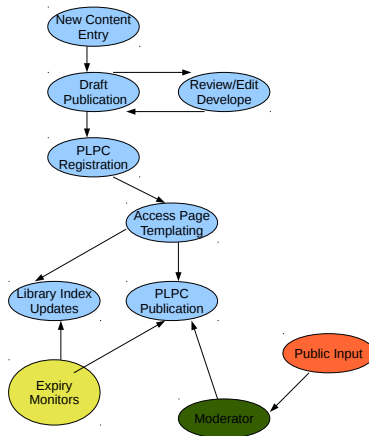 New Content
Entry
Draft
Publication
Review/Edit
Develope
PLPC
Registration
Access Page
Templating
Library Index
Updates
PLPC
Publication
Public Input
Expiry
Monitors
Moderator